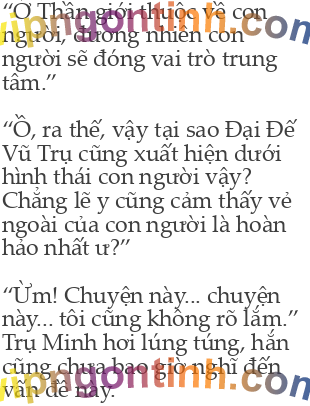 “Ở Thần giới thuộc về con
người, đương nhiên con
người sẽ đóng vai trò trung
tâm.”
“Ồ, ra thế, vậy tại sao Đại Đế
Vũ Trụ cũng xuất hiện dưới
hình thái con người vậy?
Chẳng lẽ y cũng cảm thấy vẻ
ngoài của con người là hoàn
hảo nhất ư?”
“Ừm! Chuyện này... chuyện
này... tôi cũng không rõ lắm.”
Trụ Minh hơi lúng túng, hắn
cũng chưa bao giờ nghĩ đến
vấn đề này.
vipngontinh.com
vipngontinh.com